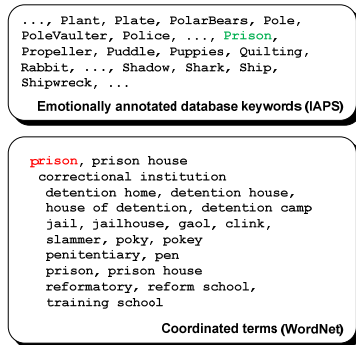 ..., Plant, Plate, PolarBears, Pole,
PoleVaulter, Police, ..., Prison,
Propeller, Puddle, Puppies, Quilting,
Rabbit, ..., Shadow, Shark, Ship,
Shipwreck, ...
Emotionally annotated database keywords (IAPS)
prison, prison house
correctional institution
detention home, detention house,
house of detention, detention camp
jail, jailhouse, gaol, clink,
slammer, poky, pokey
penitentiary, pen
prison, prison house
reformatory, reform school,
training school
Coordinated terms (WordNet)